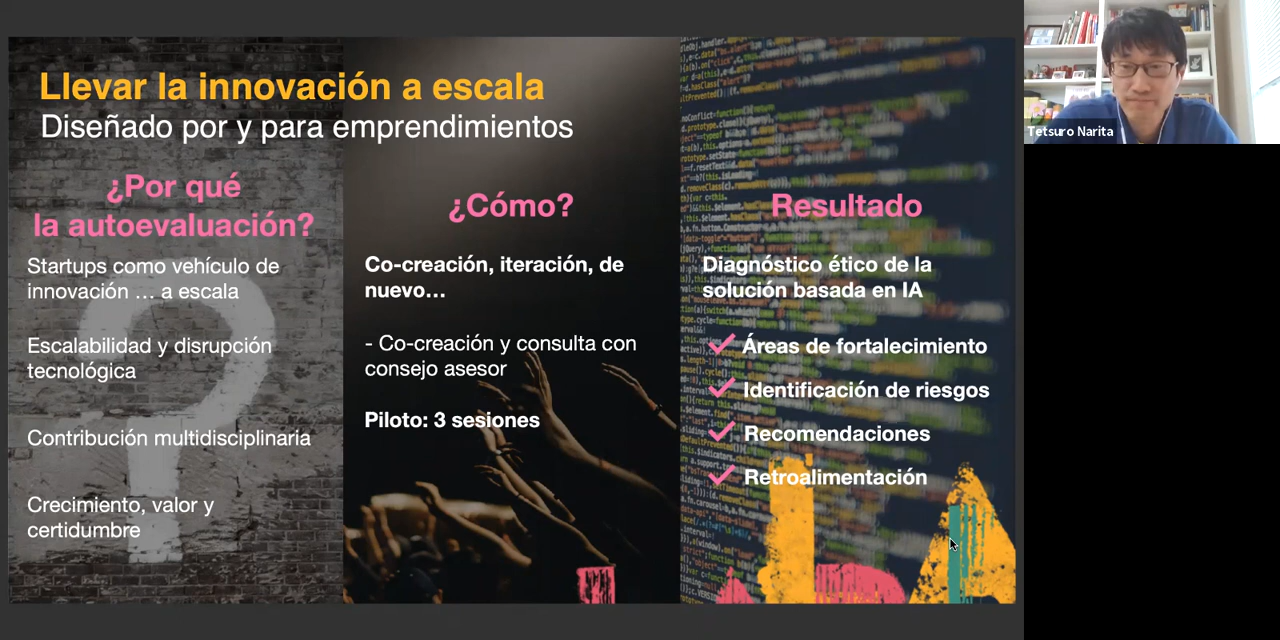 Llevar la innovación a escala
Diseñado por y para emprendimientos
¿Por qué
la autoevaluación?
Startups como vehículo de
innovación … a escala
Escalabilidad y disrupción
tecnológica
Contribución multidisciplinaria
Crecimiento, valor y
certidumbre
¿Cómo?
Co-creación, iteración, de
nuevo…
- Co-creación y consulta con
consejo asesor
Piloto: 3 sesiones
Resultado
Diagnóstico ético de la
solución basada en IA
Áreas de fortalecimiento
Identificación de riesgos
Recomendaciones
Retroalimentación
Tetsuro Narita